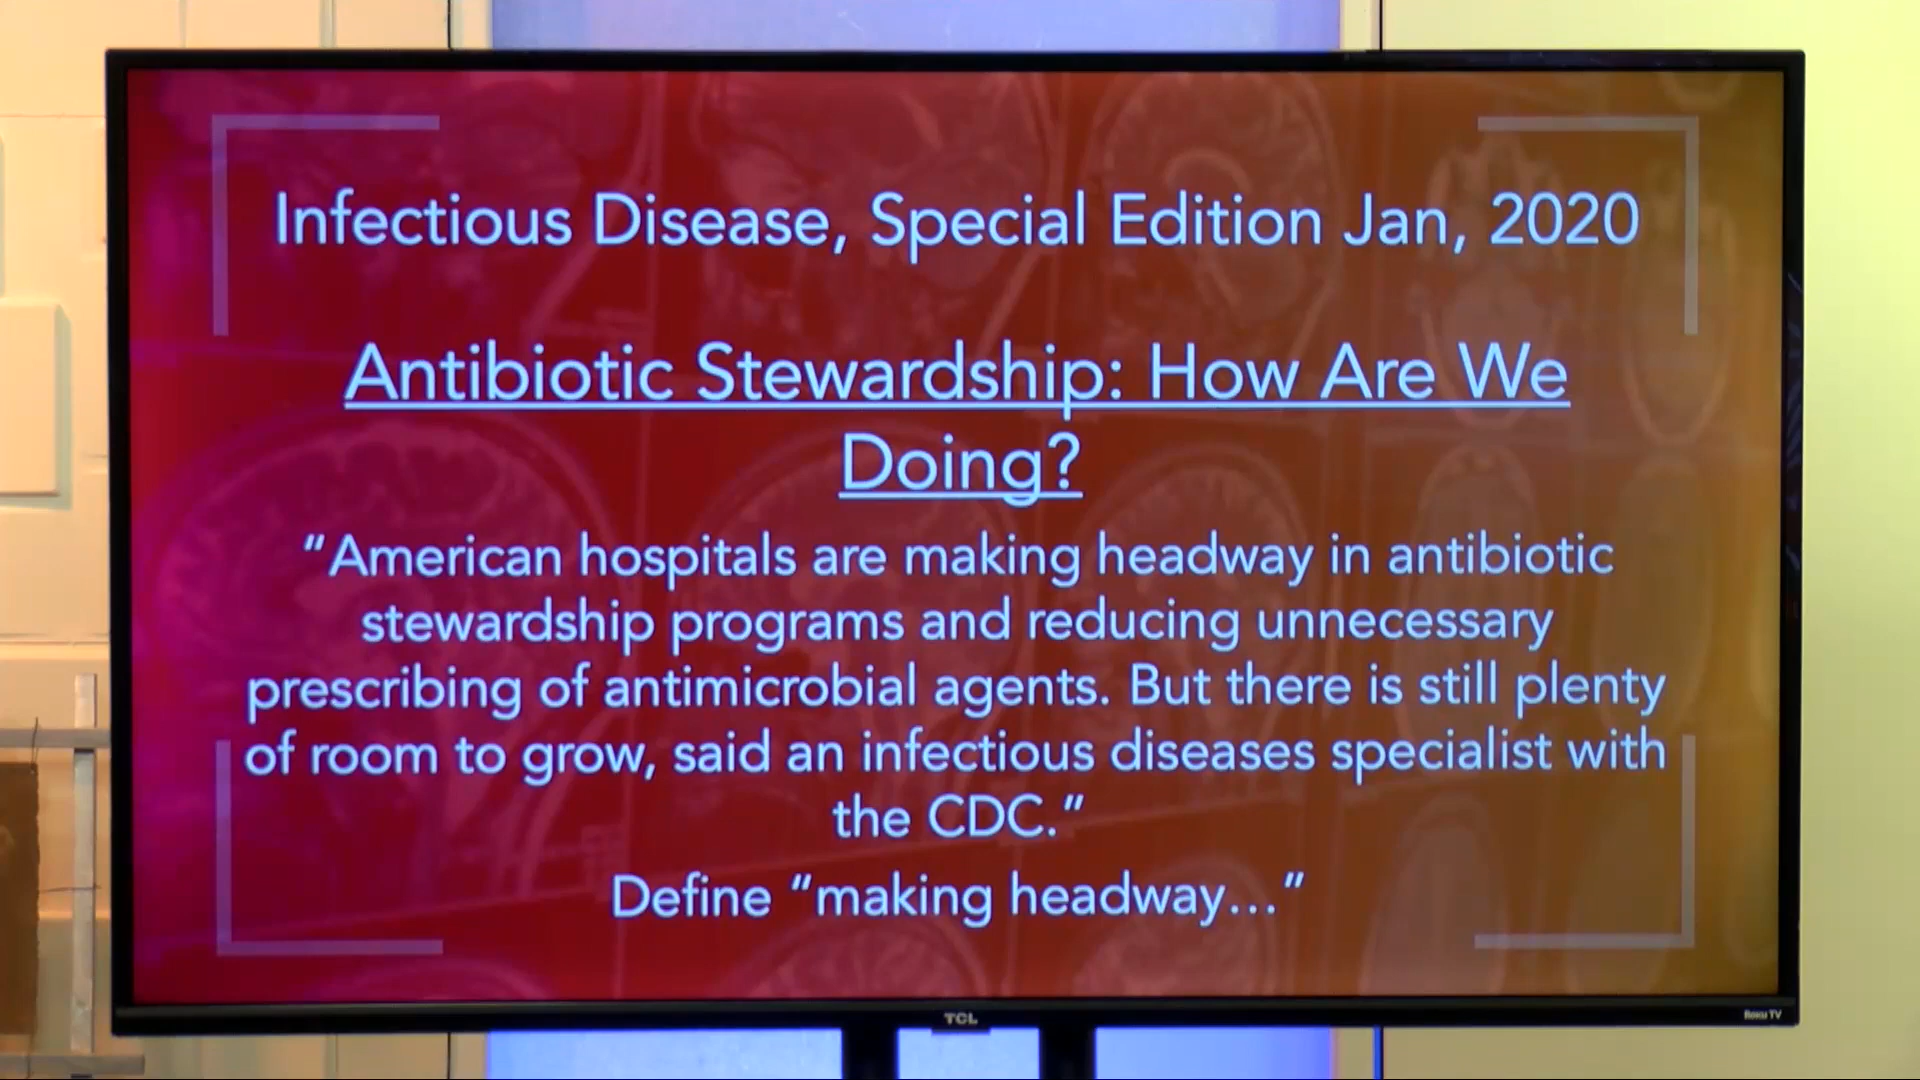 Infectious Disease, Special Edition Jan, 2020
Antibiotic Stewardship: How Are We
Doing?
“American hospitals are making headway in antibiotic
stewardship programs and reducing unnecessary
prescribing of antimicrobial agents. But there is still plenty
of room to grow, said an infectious diseases specialist with
the CDC.”
Define “making headway…”
TCL
Roku TV